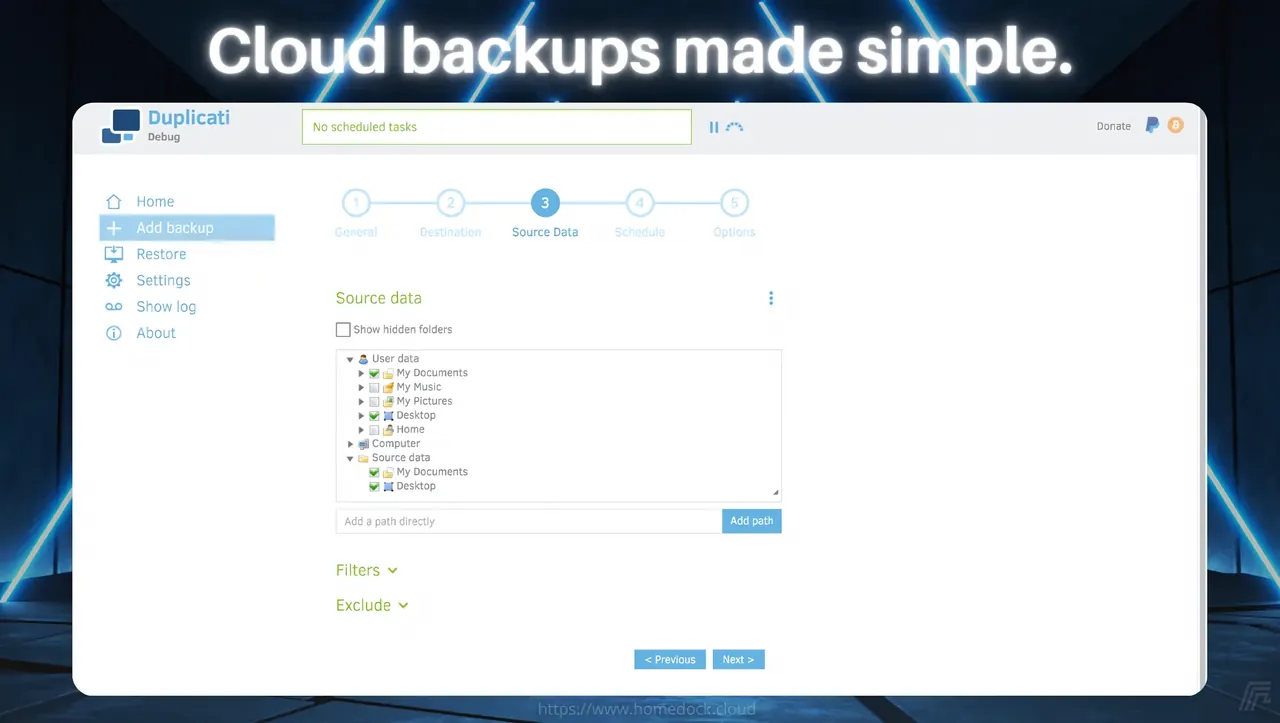 Cloud backups made simple.
Duplicati
Debug
No scheduled tasks
Donate
Home
Add backup
Restore
Settings
Show log
About
1
2
3
4
5
General
Destination
Source Data
Schedule
Options
Source data
Show hidden folders
User data
My Documents
My Music
My Pictures
Desktop
Home
Computer
Source data
My Documents
Desktop
Add a path directly
Add path
Filters
Exclude
< Previous
Next >
https://www.homedock.cloud